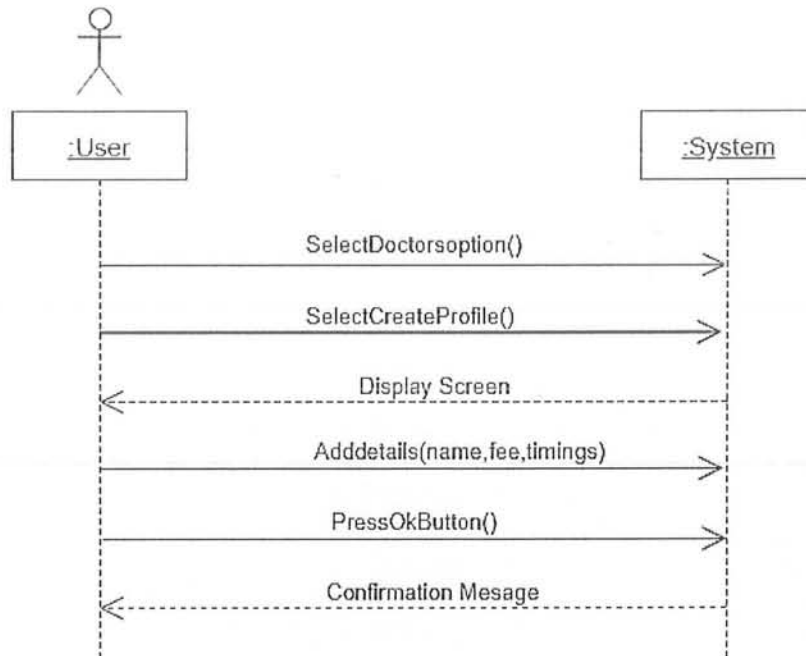 :User
:System
SelectDoctorsoption()
SelectCreateProfile()
Display Screen
Adddetails(name,fee,timings)
PressOkButton()
Confirmation Mesage